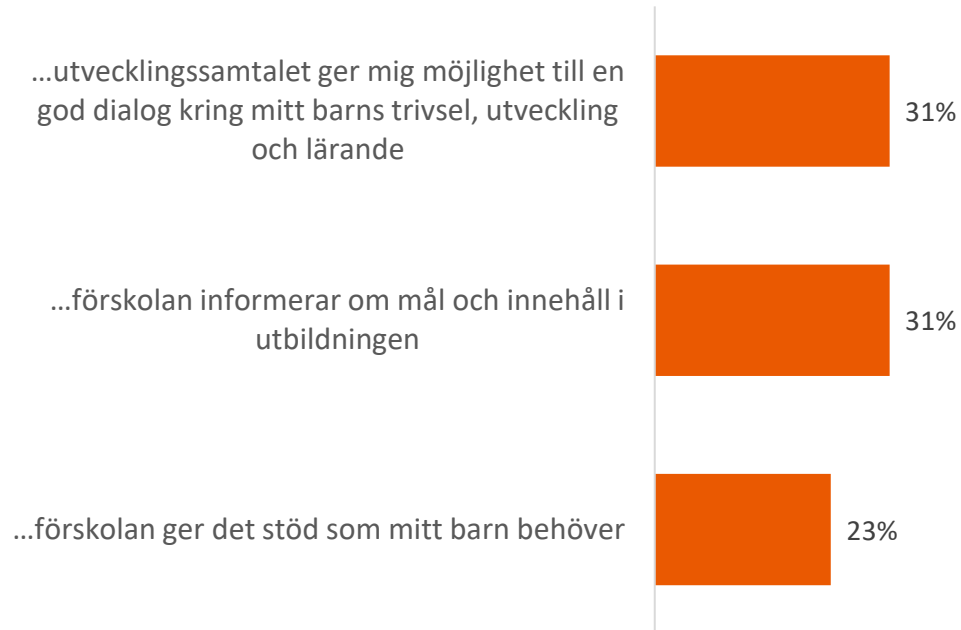 ...utvecklingssamtalet ger mig möjlighet till en
god dialog kring mitt barns trivsel, utveckling
och lärande
31%
...förskolan informerar om mål och innehåll i
utbildningen
31%
...förskolan ger det stöd som mitt barn behöver
23%